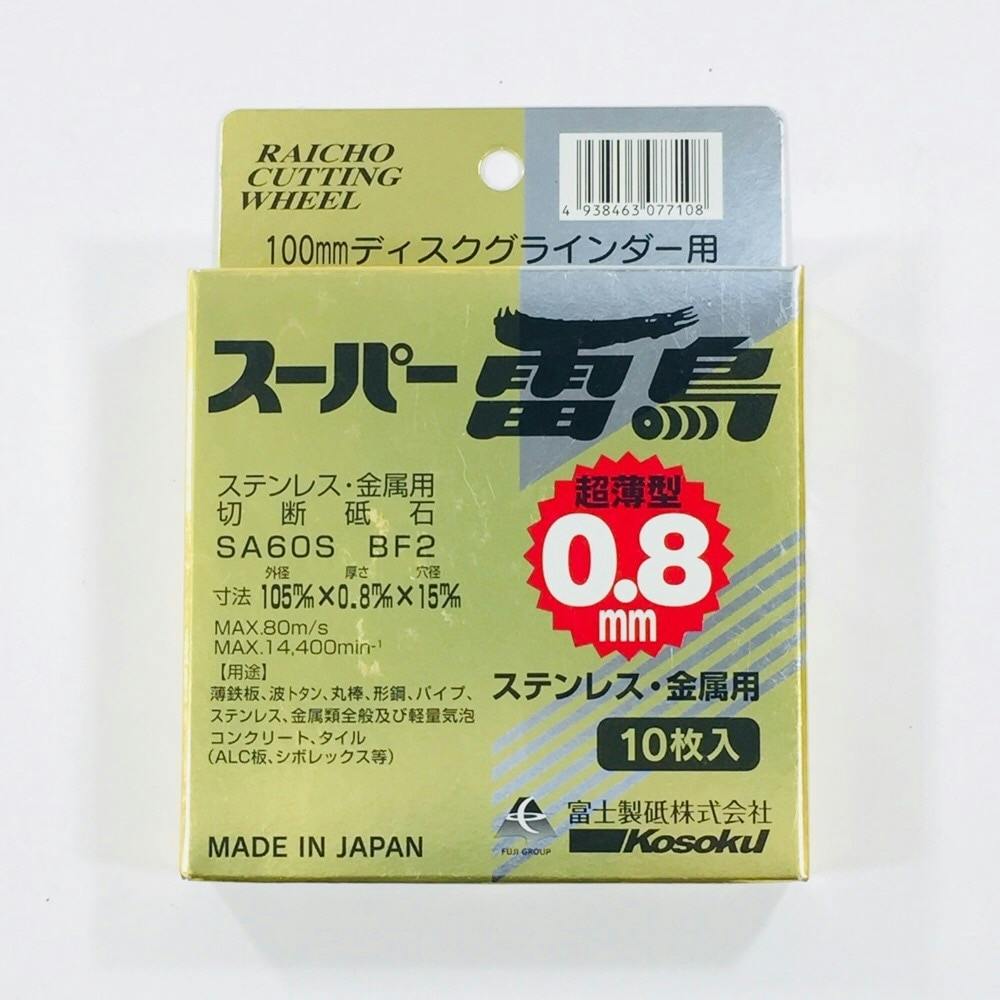 RAICHO
CUTTING
WHEEL
4 938463 077108
100mmディスクグラインダー用
スーパー雷鳥
ステンレス・金属用
切断砥石
SA60S BF2
外径 厚さ 穴径
寸法 105m/m×0.8m/m×15m/m
MAX.80m/s
MAX.14,400min-¹
【用途】
薄鉄板、波トタン、丸棒、形鋼、パイプ、
ステンレス、金属類全般及び軽量気泡
コンクリート、タイル
(ALC板、シポレックス等)
MADE IN JAPAN
超薄型
0.8
mm
ステンレス・金属用
10枚入
FUJI GROUP
富士製砥株式会社
Kosoku